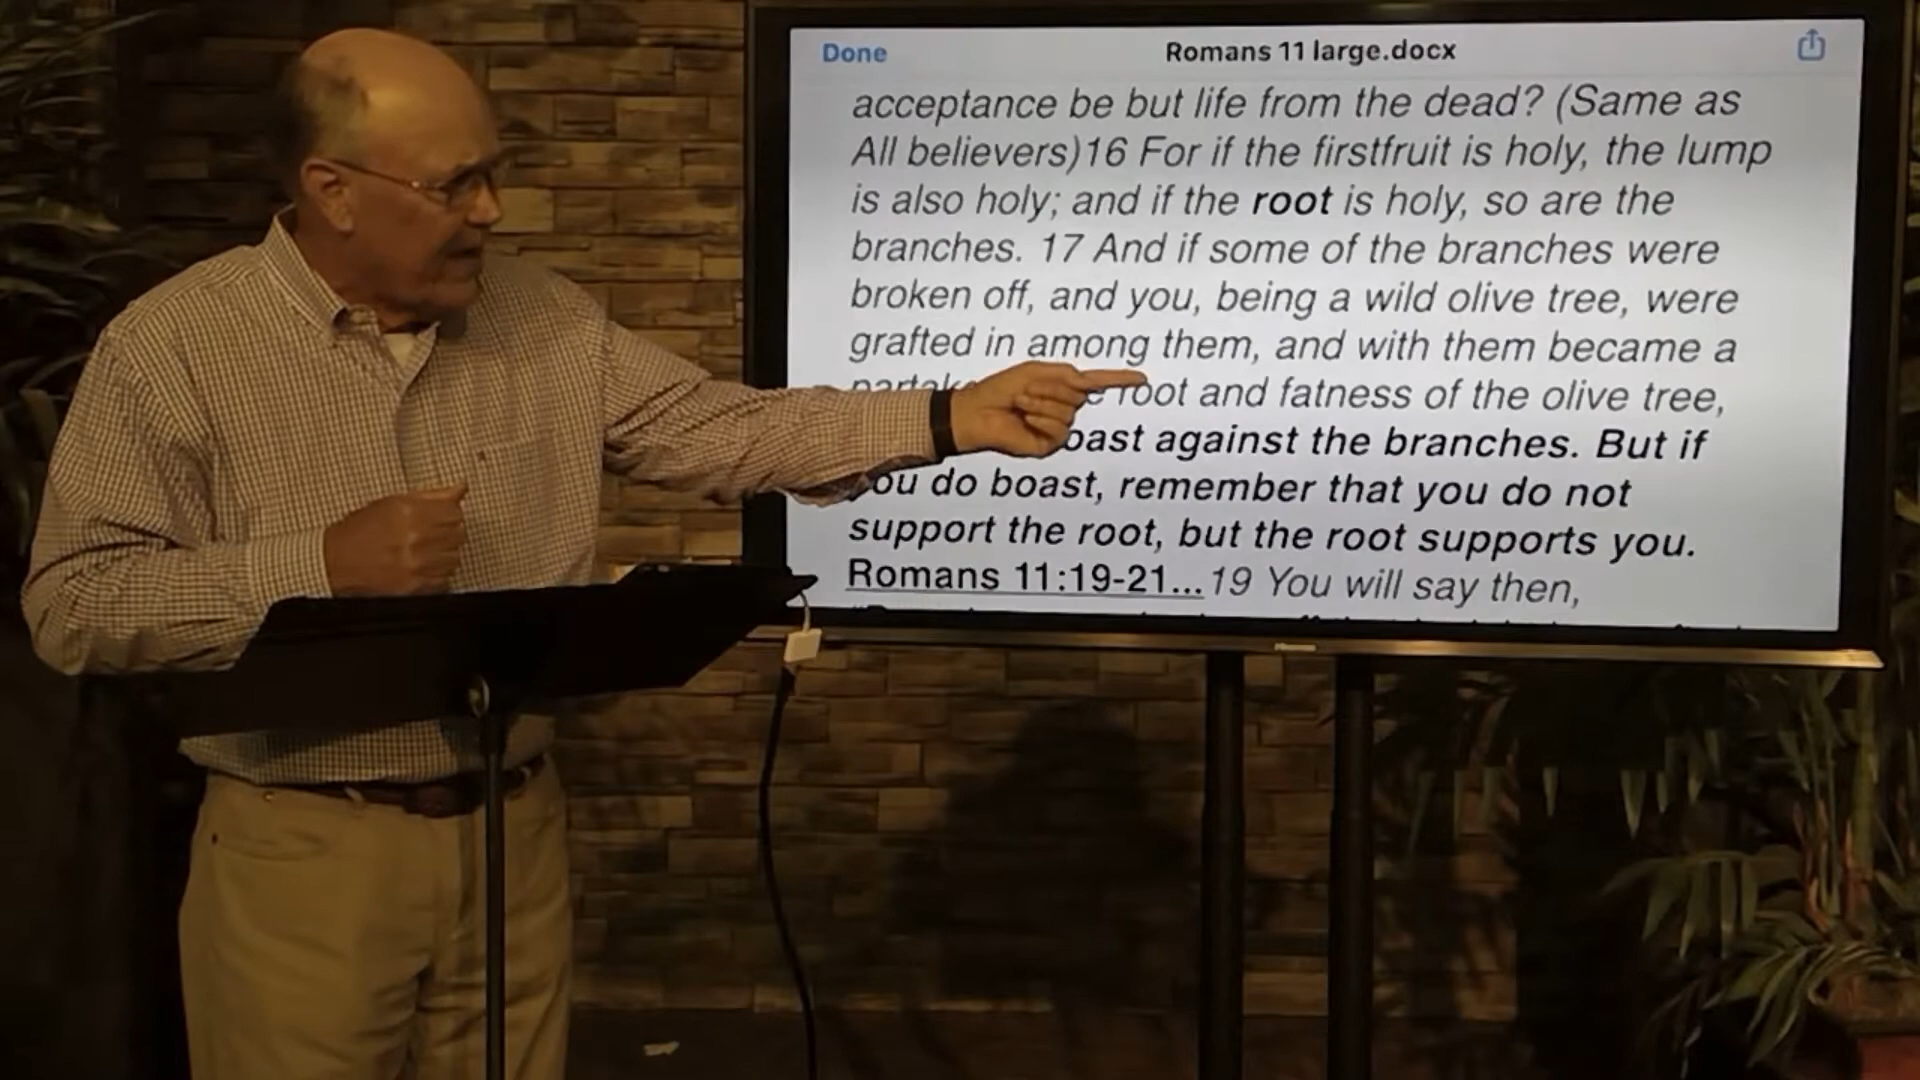 Done
Romans 11 large.docx
acceptance be but life from the dead? (Same as
All believers)16 For if the firstfruit is holy, the lump
is also holy; and if the root is holy, so are the
branches. 17 And if some of the branches were
broken off, and you, being a wild olive tree, were
grafted in among them, and with them became a
root and fatness of the olive tree,
against the branches. But if
you do boast, remember that you do not
support the root, but the root supports you.
Romans 11:19-21...19 You will say then,